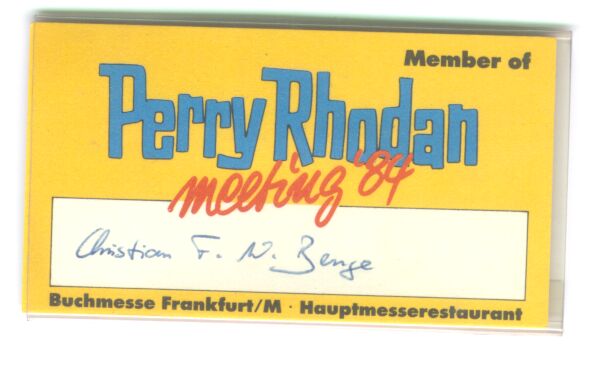 Member of
Perry Rhodan
meeting '84
Christian F. W. Benge
Buchmesse Frankfurt/M · Hauptmesserestaurant